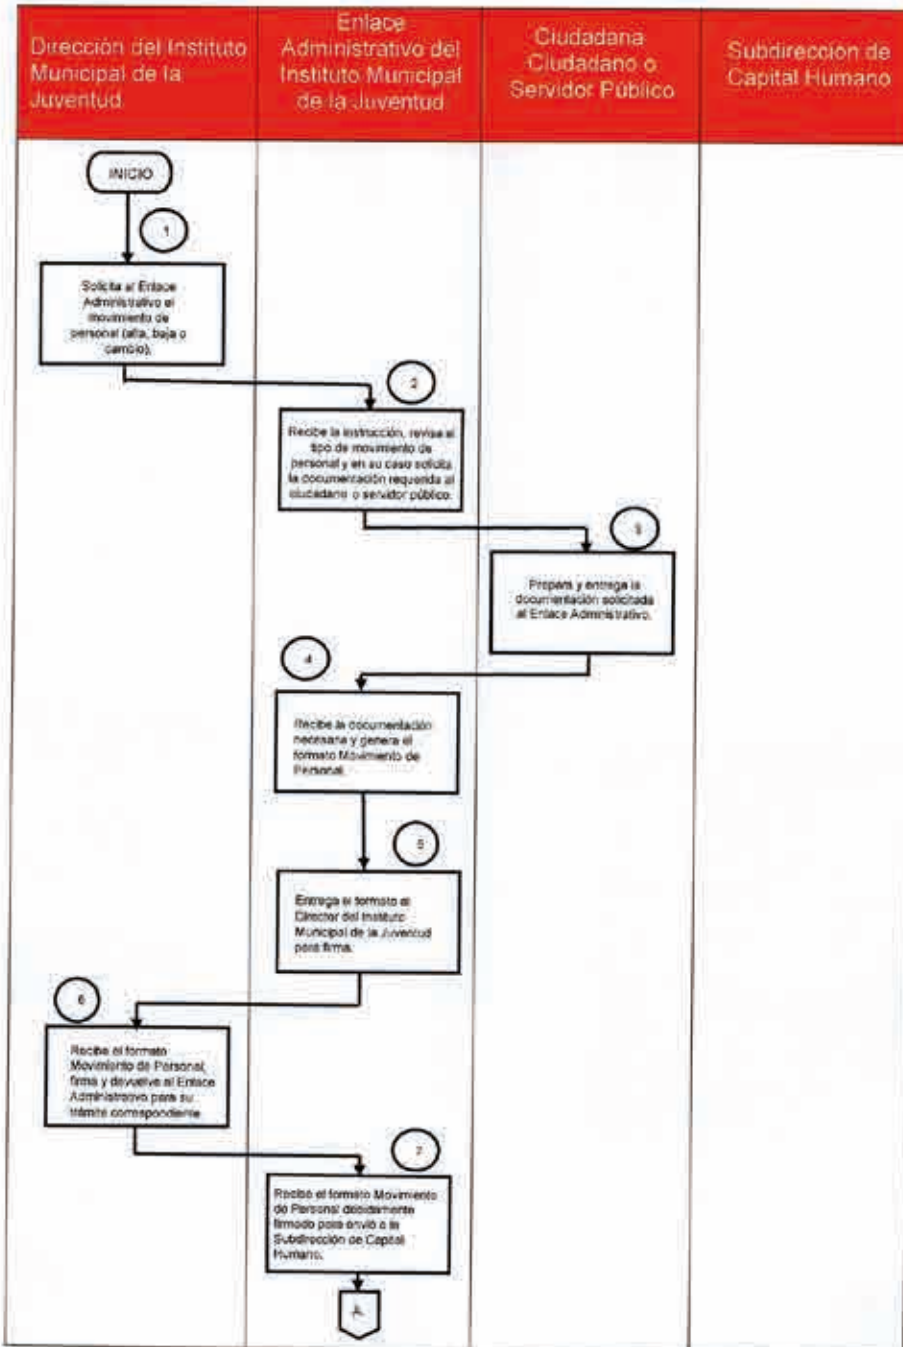 Dirección del Instituto
Municipal de la
Juventud
Enlace
Administrativo del
Instituto Municipal
de la Juventud
Ciudadana
Ciudadano o
Servidor Público
Subdirección de
Capital Humano
INICIO
1
Solicita al Enlace
Administrativo el
movimiento de
personal (alta, baja o
cambio).
2
Recibe la instrucción, revisa el
tipo de movimiento de
personal y en su caso solicita
la documentación requerida al
ciudadano o servidor público.
3
Prepara y entrega la
documentación solicitada
al Enlace Administrativo.
4
Recibe la documentación
necesaria y genera el
formato Movimiento de
Personal.
5
Entrega el formato al
Director del Instituto
Municipal de la Juventud
para firma.
6
Recibe el formato
Movimiento de Personal,
firma y devuelve al Enlace
Administrativo para su
trámite correspondiente
7
Recibe el formato Movimiento
de Personal debidamente
firmado para envió a la
Subdirección de Capital
Humano.
A